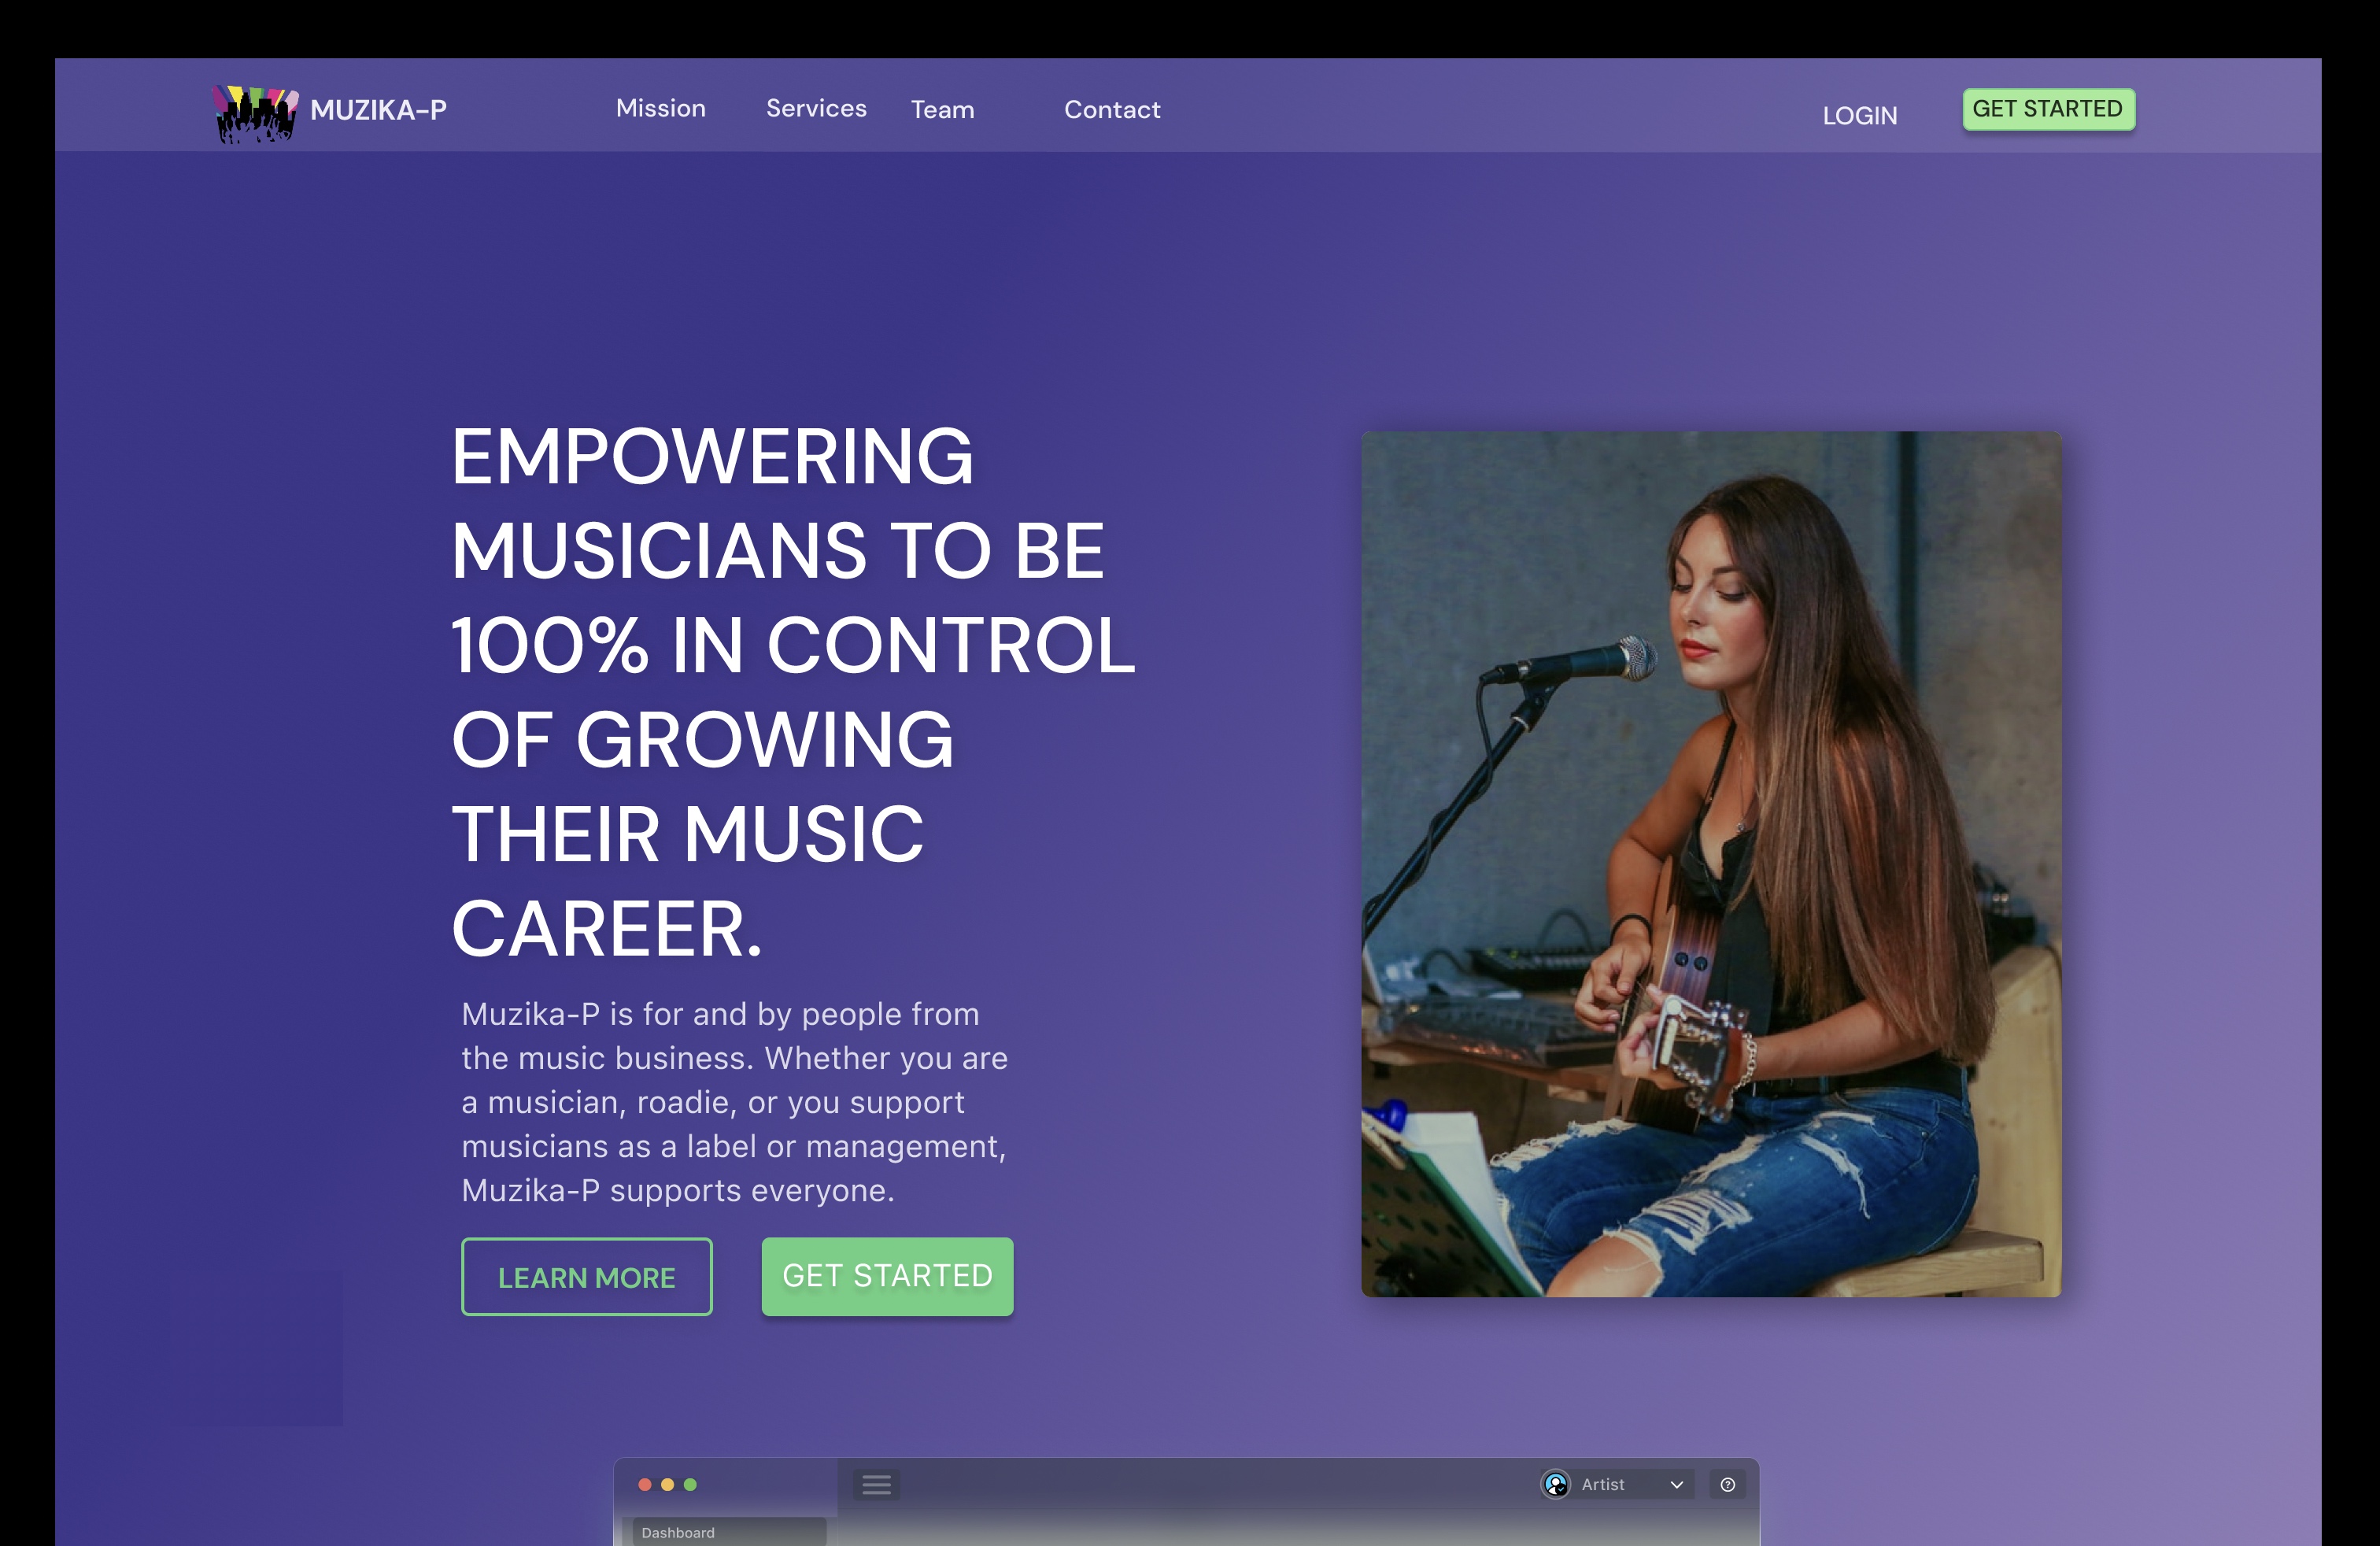 MUZIKA-P
Mission Services Team Contact
LOGIN
GET STARTED
EMPOWERING
MUSICIANS TO BE
100% IN CONTROL
OF GROWING
THEIR MUSIC
CAREER.
Muzika-P is for and by people from
the music business. Whether you are
a musician, roadie, or you support
musicians as a label or management,
Muzika-P supports everyone.
LEARN MORE
GET STARTED
Artist
?
Dashboard